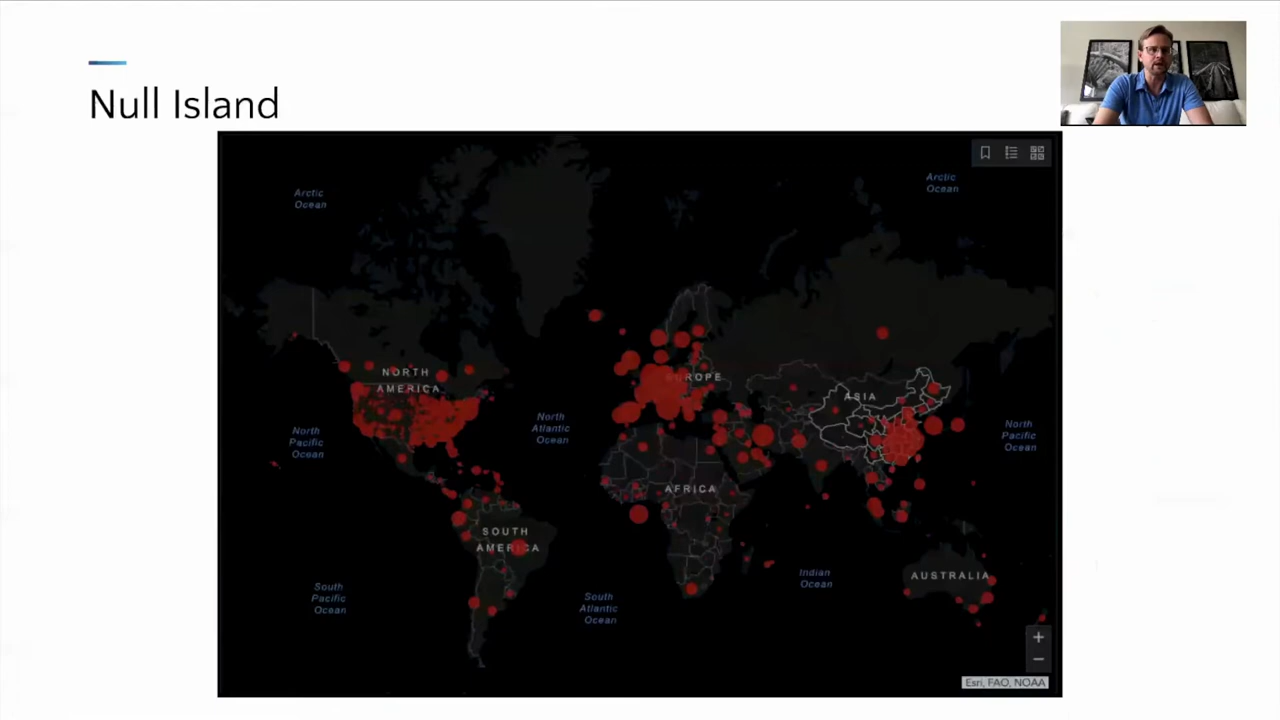 Null Island
Arctic
Ocean
Arctic
Ocean
NORTH
AMERICA
EUROPE
ASIA
North
Pacific
Ocean
North
Atlantic
Ocean
North
Pacific
Ocean
AFRICA
SOUTH
AMERICA
Indian
Ocean
AUSTRALIA
South
Pacific
Ocean
South
Atlantic
Ocean
+
−
Esri, FAO, NOAA